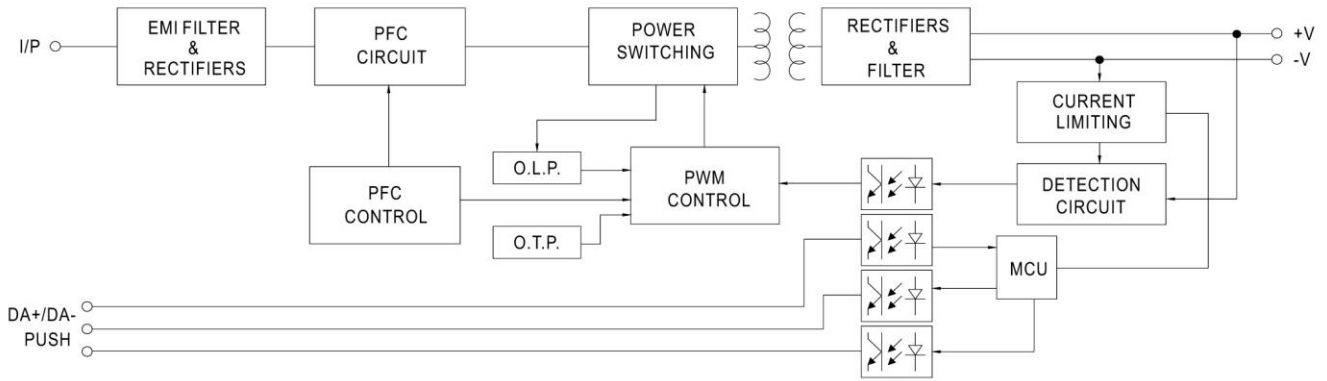 I/P
EMI FILTER
&
RECTIFIERS
PFC
CIRCUIT
POWER
SWITCHING
RECTIFIERS
&
FILTER
+V
-V
CURRENT
LIMITING
O.L.P.
PFC
CONTROL
PWM
CONTROL
DETECTION
CIRCUIT
O.T.P.
MCU
DA+/DA-
PUSH